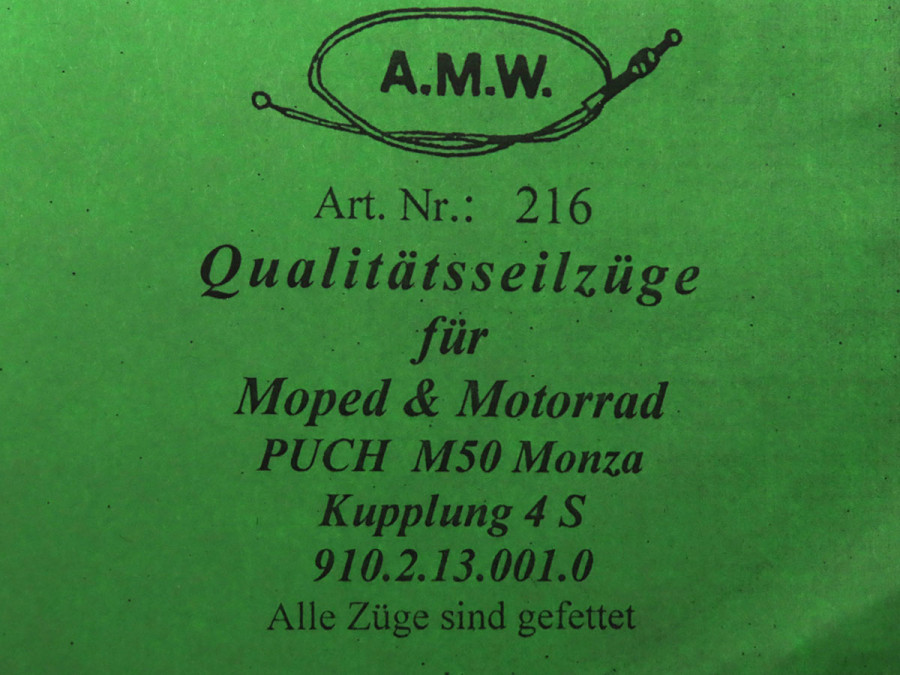 A.M.W.
Art. Nr.: 216
Qualitätsseilzüge
für
Moped & Motorrad
PUCH M50 Monza
Kupplung 4 S
910.2.13.001.0
Alle Züge sind gefettet